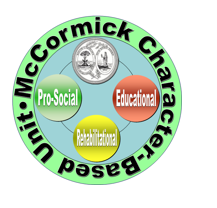 McCormick Character-Based Unit•
Pro-Social
Educational
Rehabilitational